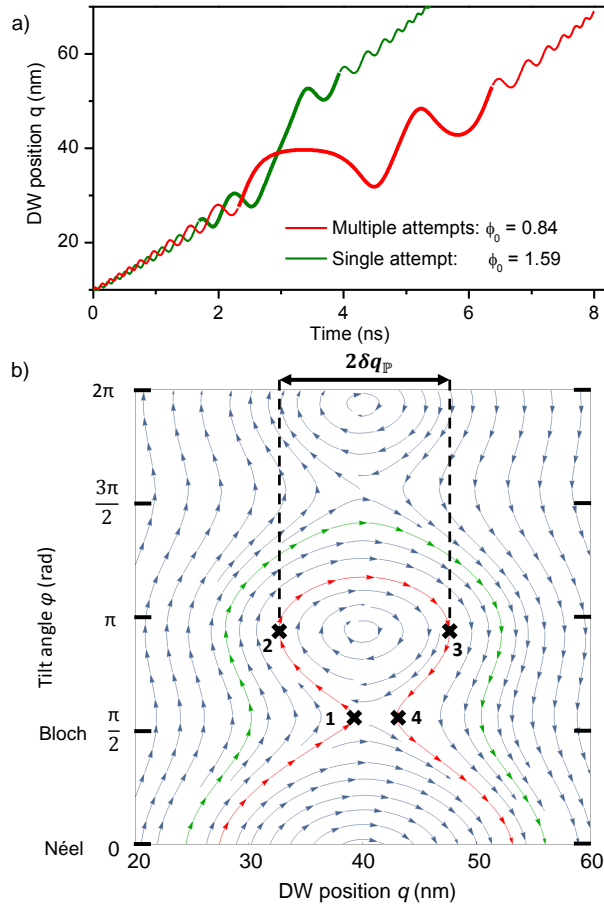 a)
60
40
20
DW position q (nm)
Multiple attempts: ϕ₀ = 0.84
Single attempt: ϕ₀ = 1.59
0 2 4 6 8
Time (ns)
b)
2δqℙ
2π
3π
2
π
Bloch π
2
Néel 0
Tilt angle φ (rad)
2 3
1 4
20 30 40 50 60
DW position q (nm)